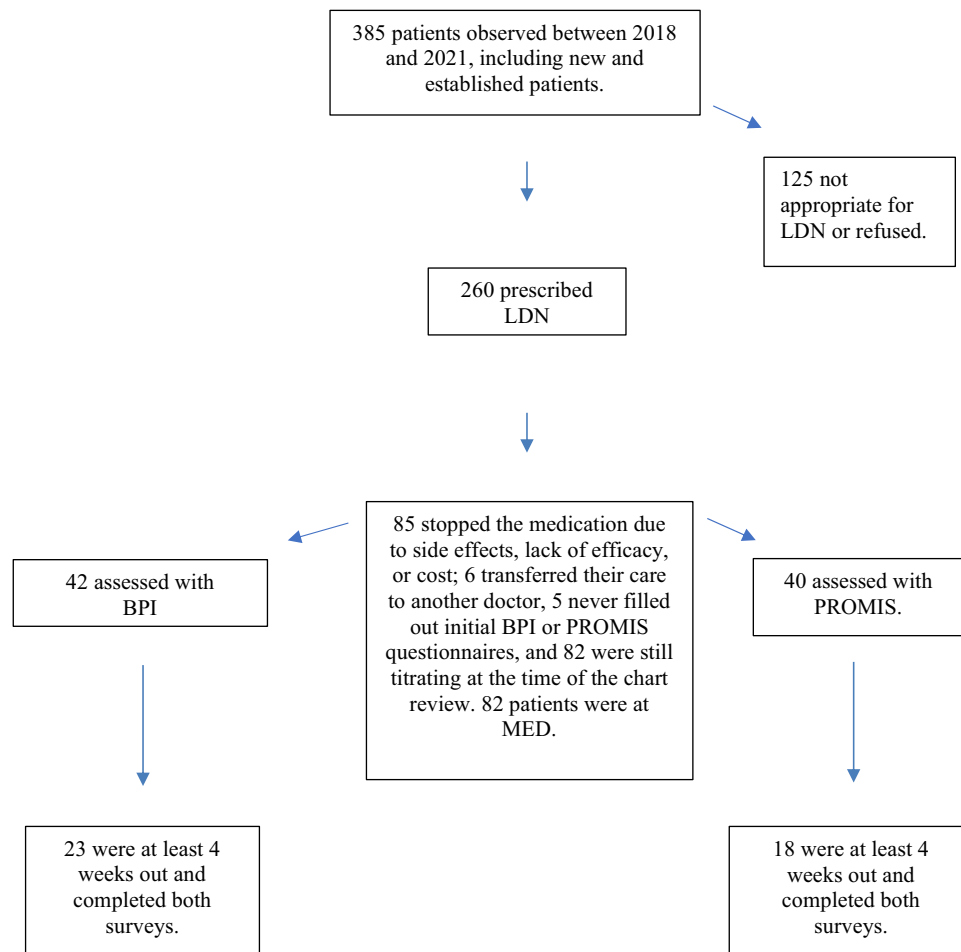 385 patients observed between 2018
and 2021, including new and
established patients.
125 not
appropriate for
LDN or refused.
260 prescribed
LDN
85 stopped the medication due
to side effects, lack of efficacy,
or cost; 6 transferred their care
to another doctor, 5 never filled
out initial BPI or PROMIS
questionnaires, and 82 were still
titrating at the time of the chart
review. 82 patients were at
MED.
42 assessed with
BPI
40 assessed with
PROMIS.
23 were at least 4
weeks out and
completed both
surveys.
18 were at least 4
weeks out and
completed both
surveys.